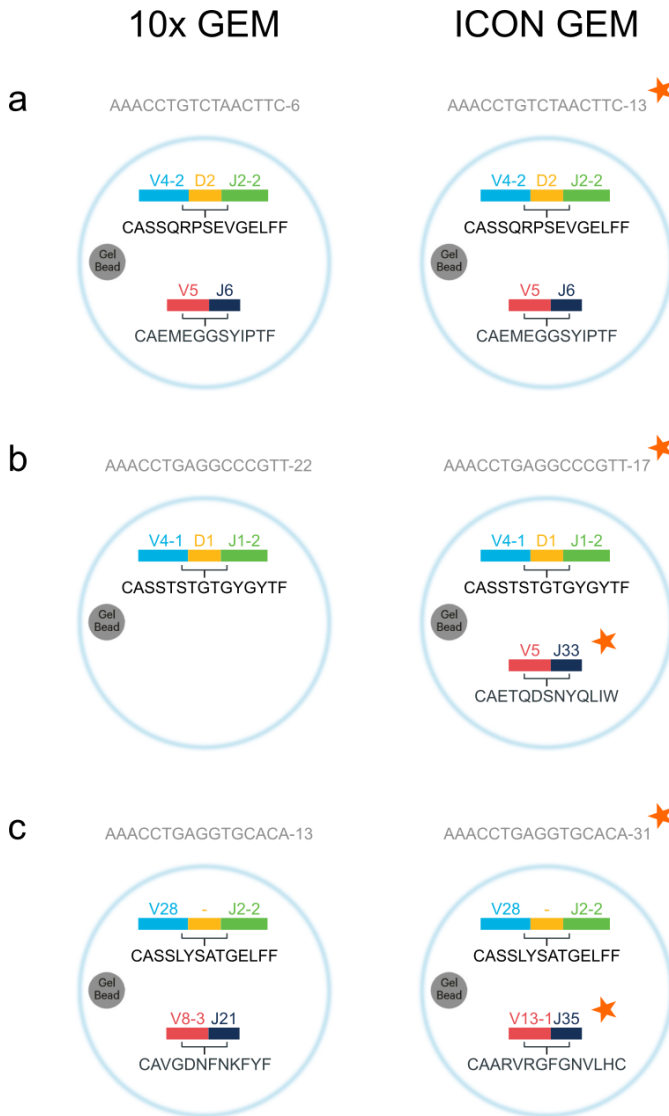 10x GEM ICON GEM
a
AAACCTGTCTAACTTC-6 AAACCTGTCTAACTTC-13
V4-2 D2 J2-2 V4-2 D2 J2-2
CASSQRPSEVGELFF CASSQRPSEVGELFF
Gel Bead Gel Bead
V5 J6 V5 J6
CAEMEGGSYIPTF CAEMEGGSYIPTF
b
AAACCTGAGGCCCGTT-22 AAACCTGAGGCCCGTT-17
V4-1 D1 J1-2 V4-1 D1 J1-2
CASSTSTGTGYGYTF CASSTSTGTGYGYTF
Gel Bead Gel Bead
V5 J33
CAETQDSNYQLIW
c
AAACCTGAGGTGCACA-13 AAACCTGAGGTGCACA-31
V28 - J2-2 V28 - J2-2
CASSLYSATGELFF CASSLYSATGELFF
Gel Bead Gel Bead
V8-3 J21 V13-1 J35
CAVGDNFNKFYF CAARVRGFGNVLHC